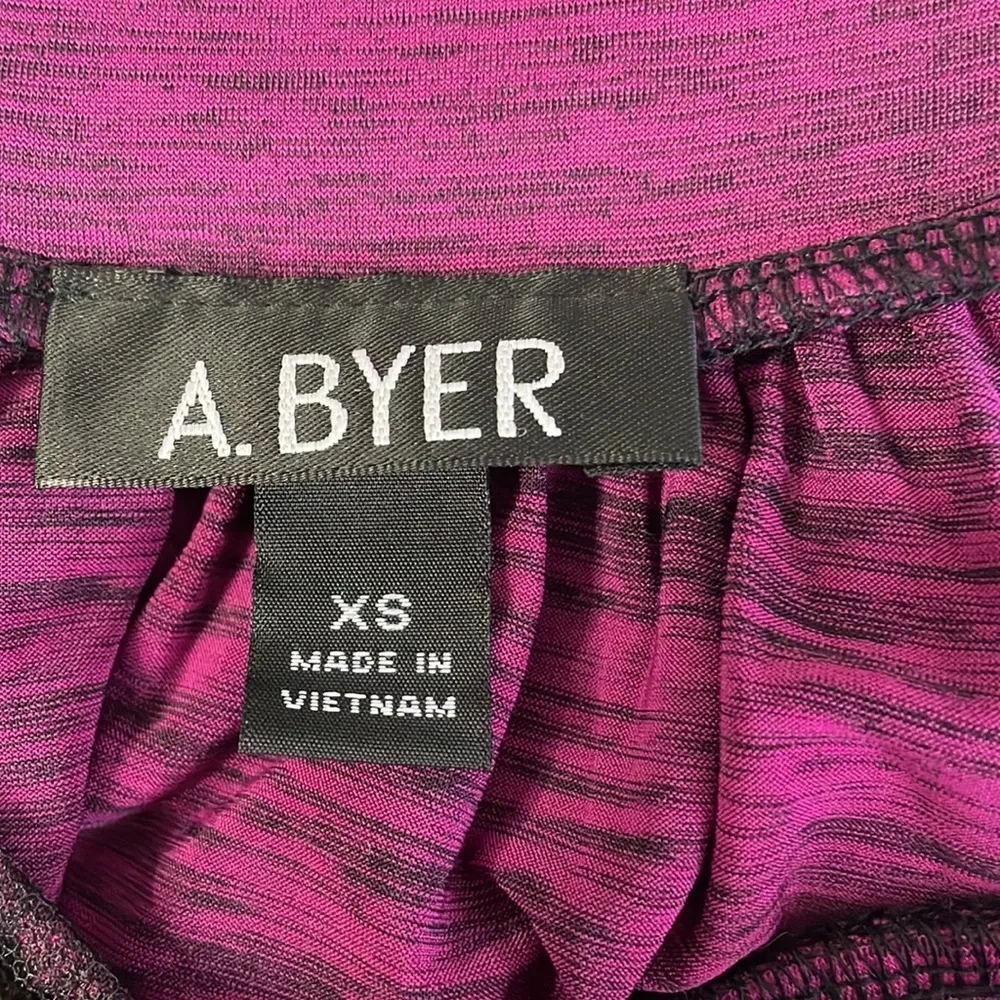 A. BYER
XS
MADE IN
VIETNAM